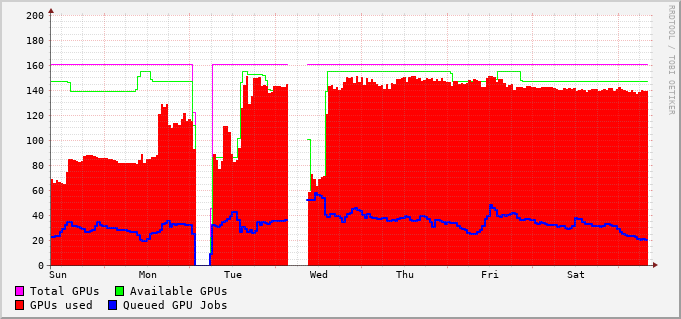 200
180
160
140
120
100
80
60
40
20
0
Sun Mon Tue Wed Thu Fri Sat
Total GPUs Available GPUs
GPUs used Queued GPU Jobs
RRDTOOL / TOBI OETIKER